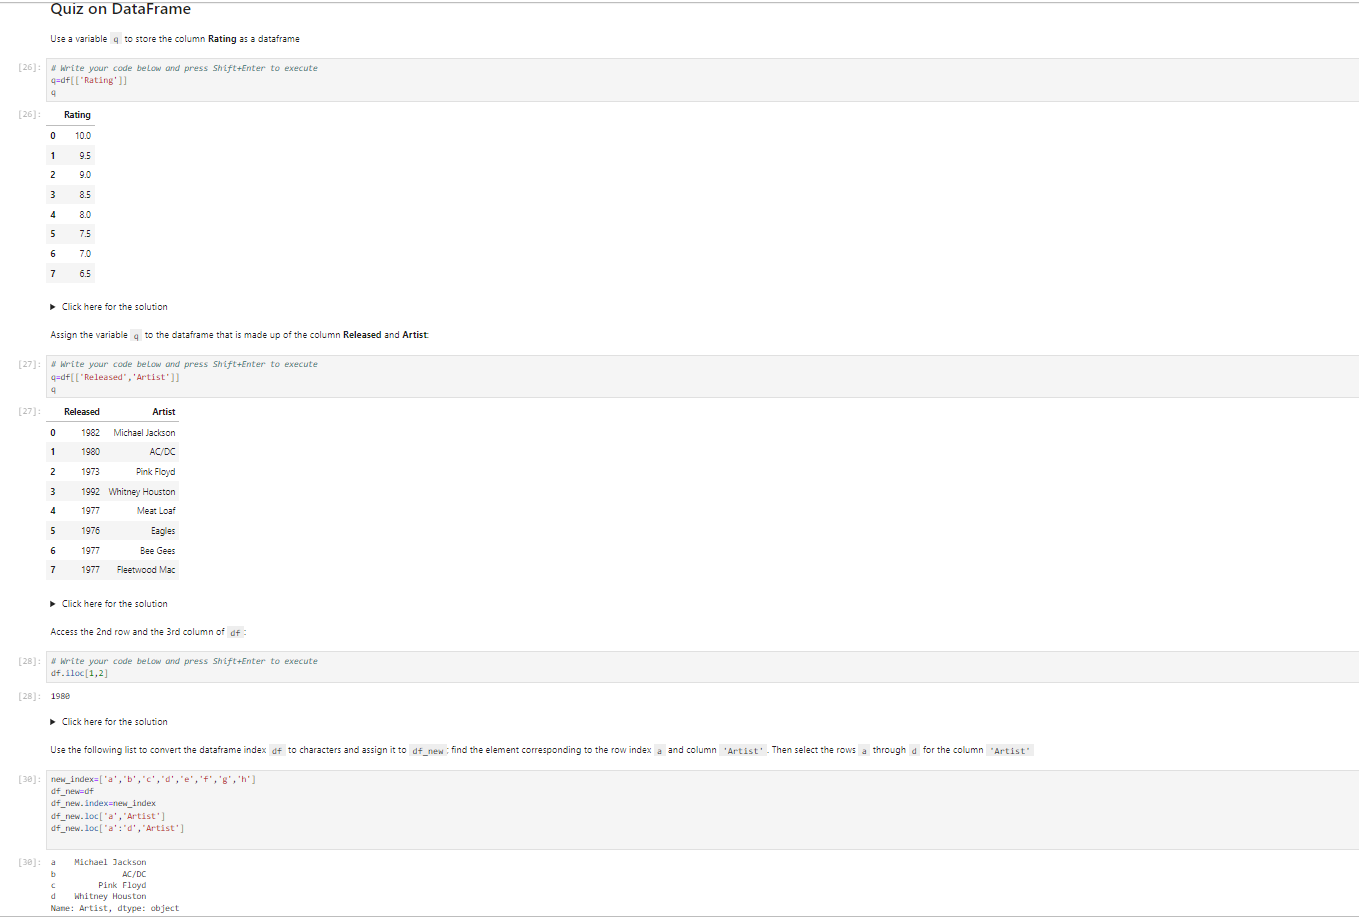 Quiz on DataFrame
Use a variable q to store the column Rating as a dataframe
[26]: # Write your code below and press Shift+Enter to execute
q=df[['Rating']]
q
[26]: Rating
0 10.0
1 9.5
2 9.0
3 8.5
4 8.0
5 7.5
6 7.0
7 6.5
▶ Click here for the solution
Assign the variable q to the dataframe that is made up of the column Released and Artist:
[27]: # Write your code below and press Shift+Enter to execute
q=df[['Released','Artist']]
q
[27]: Released Artist
0 1982 Michael Jackson
1 1980 AC/DC
2 1973 Pink Floyd
3 1992 Whitney Houston
4 1977 Meat Loaf
5 1976 Eagles
6 1977 Bee Gees
7 1977 Fleetwood Mac
▶ Click here for the solution
Access the 2nd row and the 3rd column of df:
[28]: # Write your code below and press Shift+Enter to execute
df.iloc[1,2]
[28]: 1980
▶ Click here for the solution
Use the following list to convert the dataframe index df to characters and assign it to df_new; find the element corresponding to the row index a and column 'Artist'. Then select the rows a through d for the column 'Artist'
[30]: new_index=['a','b','c','d','e','f','g','h']
df_new=df
df_new.index=new_index
df_new.loc['a','Artist']
df_new.loc['a':'d','Artist']
[30]: a Michael Jackson
b AC/DC
c Pink Floyd
d Whitney Houston
Name: Artist, dtype: object